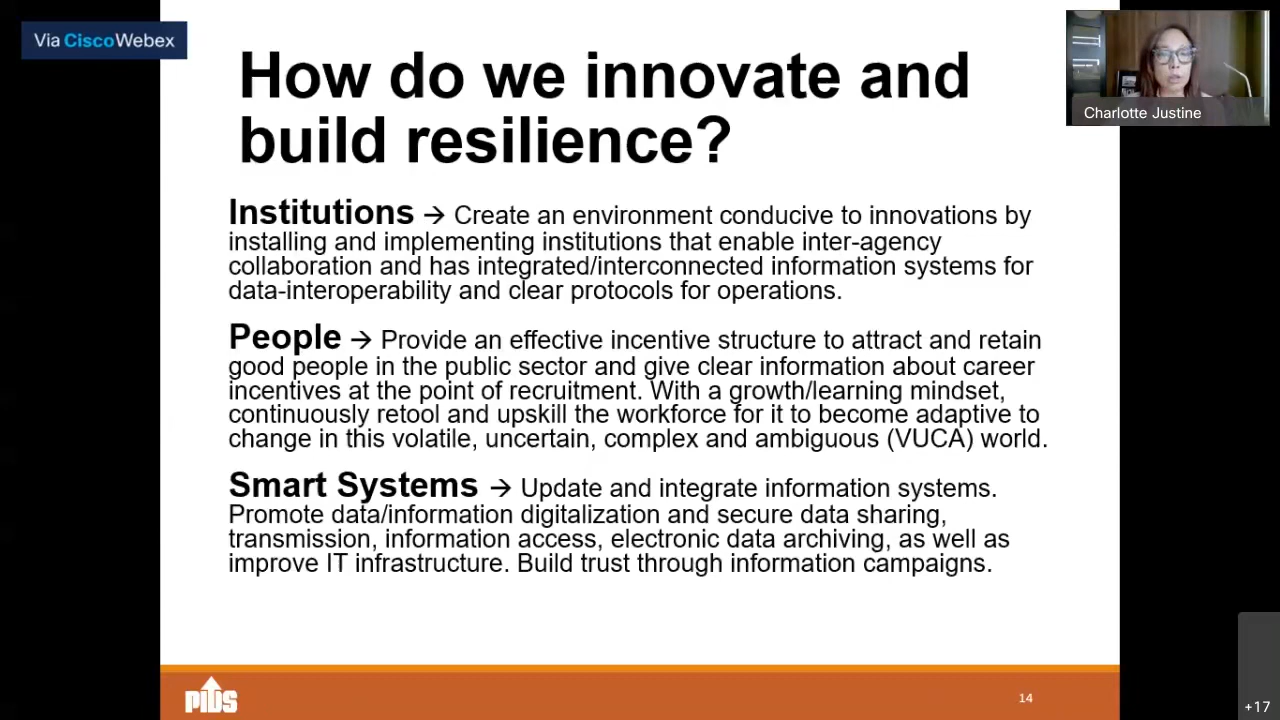 Via CiscoWebex
How do we innovate and
build resilience?
Charlotte Justine
Institutions → Create an environment conducive to innovations by
installing and implementing institutions that enable inter-agency
collaboration and has integrated/interconnected information systems for
data-interoperability and clear protocols for operations.
People → Provide an effective incentive structure to attract and retain
good people in the public sector and give clear information about career
incentives at the point of recruitment. With a growth/learning mindset,
continuously retool and upskill the workforce for it to become adaptive to
change in this volatile, uncertain, complex and ambiguous (VUCA) world.
Smart Systems → Update and integrate information systems.
Promote data/information digitalization and secure data sharing,
transmission, information access, electronic data archiving, as well as
improve IT infrastructure. Build trust through information campaigns.
PIDS
14
+17